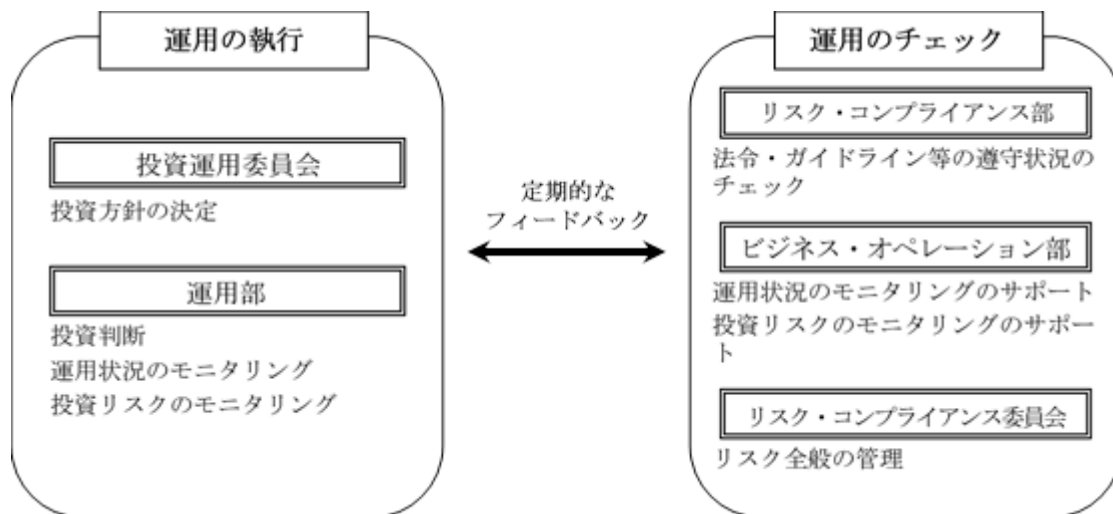 運用の執行
投資運用委員会
投資方針の決定
運用部
投資判断
運用状況のモニタリング
投資リスクのモニタリング
定期的な
フィードバック
運用のチェック
リスク・コンプライアンス部
法令・ガイドライン等の遵守状況の
チェック
ビジネス・オペレーション部
運用状況のモニタリングのサポート
投資リスクのモニタリングのサポー
ト
リスク・コンプライアンス委員会
リスク全般の管理